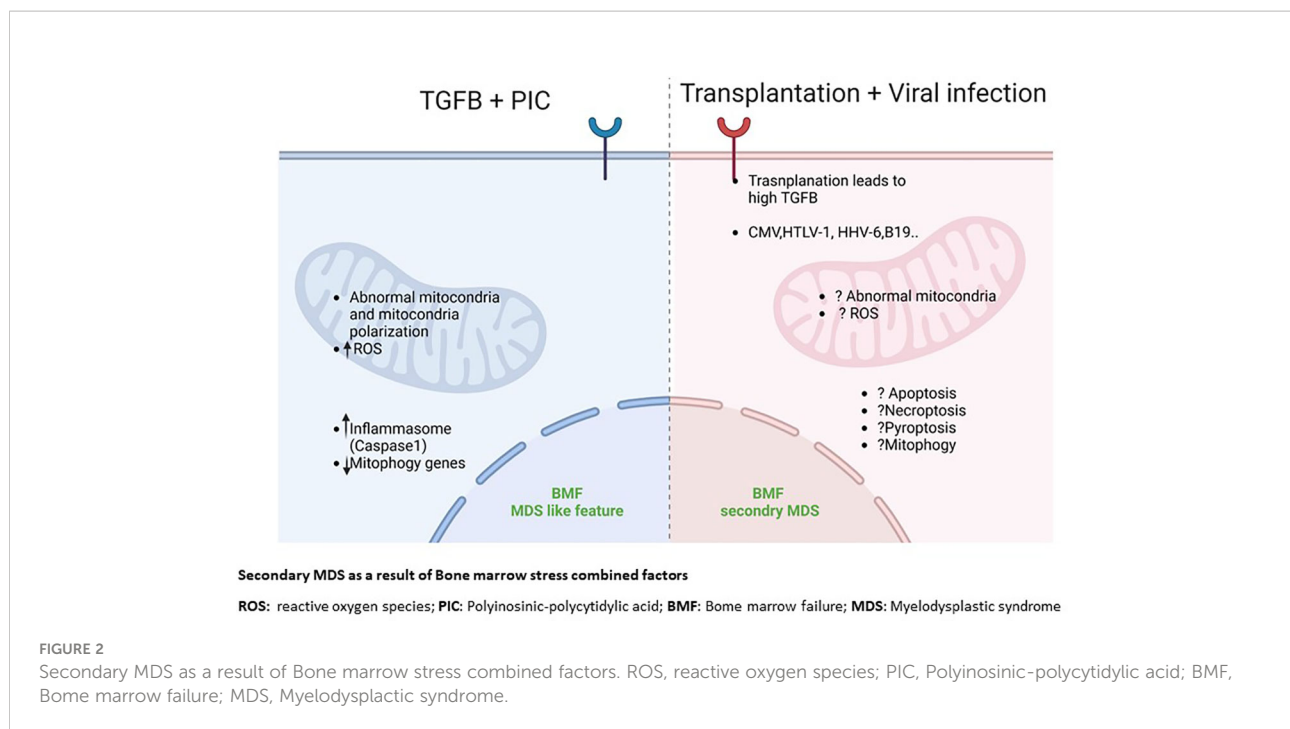 TGFB + PIC
Transplantation + Viral infection
• Abnormal mitocondria
and mitocondria
polarization
• ↑ROS
• ↑Inflammasome
(Caspase1)
• ↓Mitophogy genes
BMF
MDS like feature
• Trasnplanation leads to
high TGFB
• CMV,HTLV-1, HHV-6,B19..
• ? Abnormal mitocondria
• ? ROS
• ? Apoptosis
• ?Necroptosis
• ?Pyroptosis
• ?Mitophogy
BMF
secondry MDS
Secondary MDS as a result of Bone marrow stress combined factors
ROS: reactive oxygen species; PIC: Polyinosinic-polycytidylic acid; BMF: Bome marrow failure; MDS: Myelodysplastic syndrome
FIGURE 2
Secondary MDS as a result of Bone marrow stress combined factors. ROS, reactive oxygen species; PIC, Polyinosinic-polycytidylic acid; BMF,
Bome marrow failure; MDS, Myelodysplactic syndrome.